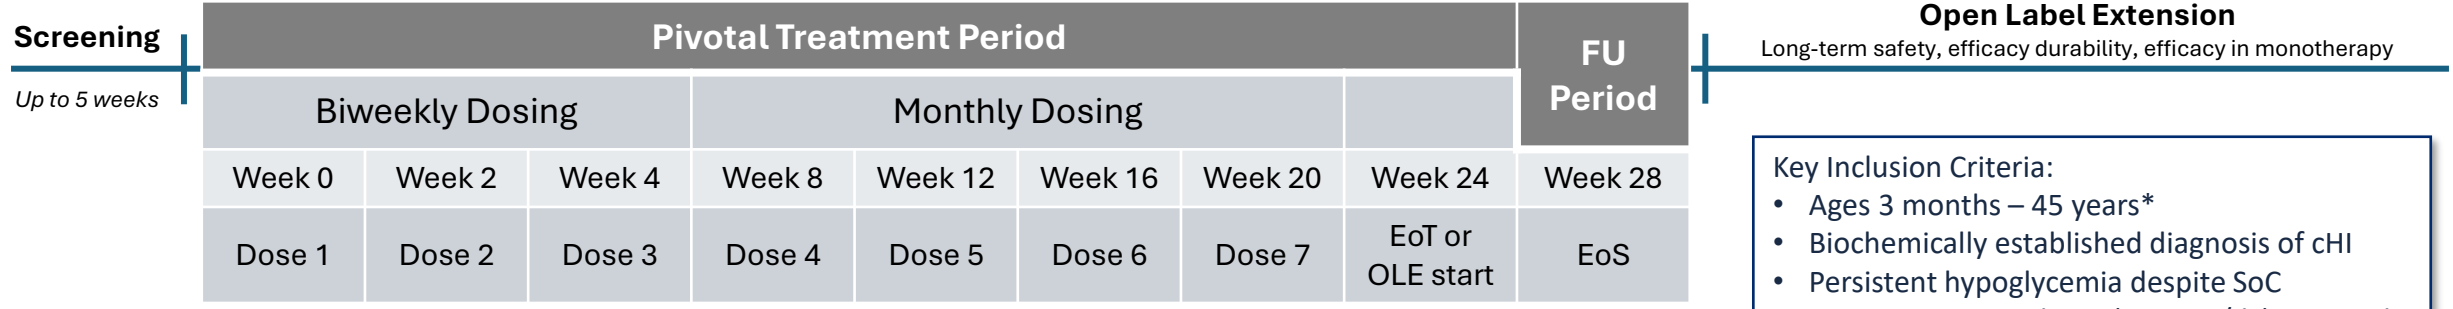 Screening
Up to 5 weeks
Pivotal Treatment Period
FU
Period
Open Label Extension
Long-term safety, efficacy durability, efficacy in monotherapy
Biweekly Dosing
Monthly Dosing
Week 0
Week 2
Week 4
Week 8
Week 12
Week 16
Week 20
Week 24
Week 28
Dose 1
Dose 2
Dose 3
Dose 4
Dose 5
Dose 6
Dose 7
EoT or
OLE start
EoS
Key Inclusion Criteria:
• Ages 3 months – 45 years*
• Biochemically established diagnosis of cHI
• Persistent hypoglycemia despite SoC